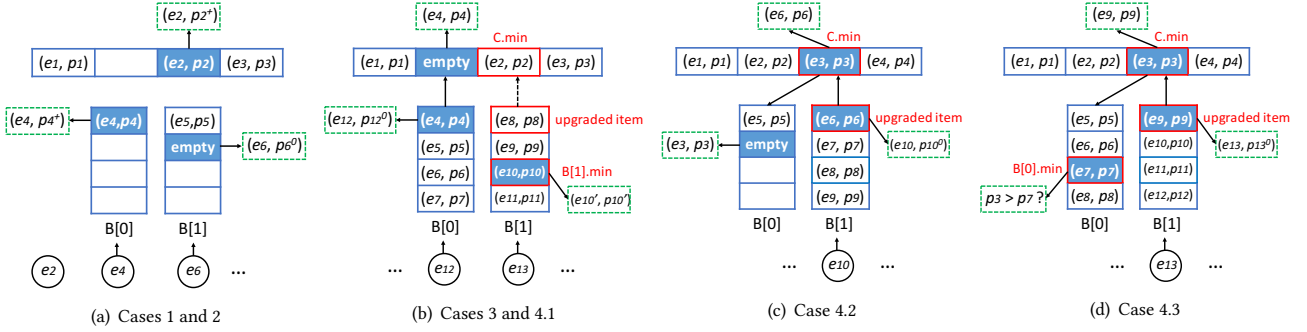 (e2, p2⁺)
(e1, p1) (e2, p2) (e3, p3)
(e4, p4⁺) (e4,p4) (e5,p5)
empty (e6, p6⁰)
B[0] B[1]
e2 e4 e6 ...
(a) Cases 1 and 2
(e4, p4)
C.min
(e1, p1) empty (e2, p2) (e3, p3)
(e12, p12⁰) (e4, p4) (e8, p8) upgraded item
(e5, p5) (e9, p9)
(e6, p6) (e10,p10) B[1].min
(e7, p7) (e11,p11) (e10′, p10′)
B[0] B[1]
... e12 e13 ...
(b) Cases 3 and 4.1
(e6, p6)
C.min
(e1, p1) (e2, p2) (e3, p3) (e4, p4)
(e5, p5) (e6, p6) upgraded item
(e3, p3) empty (e7, p7) (e10, p10⁰)
(e8, p8)
(e9, p9)
B[0] B[1]
... e10 ...
(c) Case 4.2
(e9, p9)
C.min
(e1, p1) (e2, p2) (e3, p3) (e4, p4)
(e5, p5) (e9, p9) upgraded item
(e6, p6) (e10,p10) (e13, p13⁰)
B[0].min (e7, p7) (e11,p11)
p3 > p7 ? (e8, p8) (e12,p12)
B[0] B[1]
... e13 ...
(d) Case 4.3